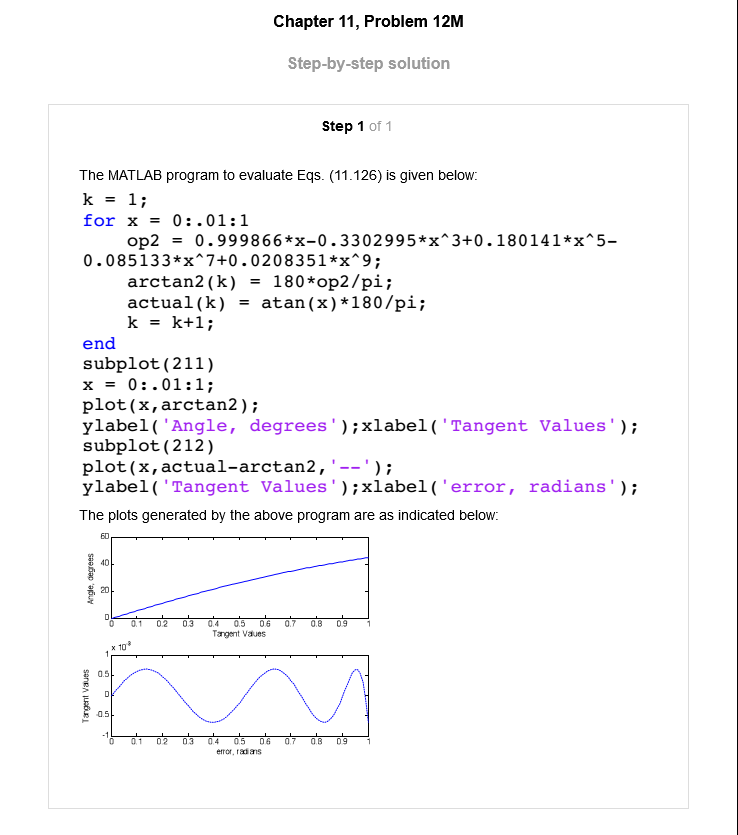 Chapter 11, Problem 12M
Step-by-step solution
Step 1 of 1
The MATLAB program to evaluate Eqs. (11.126) is given below:
k = 1;
for x = 0:.01:1
op2 = 0.999866*x-0.3302995*x^3+0.180141*x^5-
0.085133*x^7+0.0208351*x^9;
arctan2(k) = 180*op2/pi;
actual(k) = atan(x)*180/pi;
k = k+1;
end
subplot(211)
x = 0:.01:1;
plot(x,arctan2);
ylabel('Angle, degrees');xlabel('Tangent Values');
subplot(212)
plot(x,actual-arctan2,'--');
ylabel('Tangent Values');xlabel('error, radians');
The plots generated by the above program are as indicated below:
60
40
20
0
Angle, degrees
0 0.1 0.2 0.3 0.4 0.5 0.6 0.7 0.8 0.9 1
Tangent Values
x 10^-3
1
0.5
0
-0.5
-1
Tangent Values
0 0.1 0.2 0.3 0.4 0.5 0.6 0.7 0.8 0.9 1
error, radians